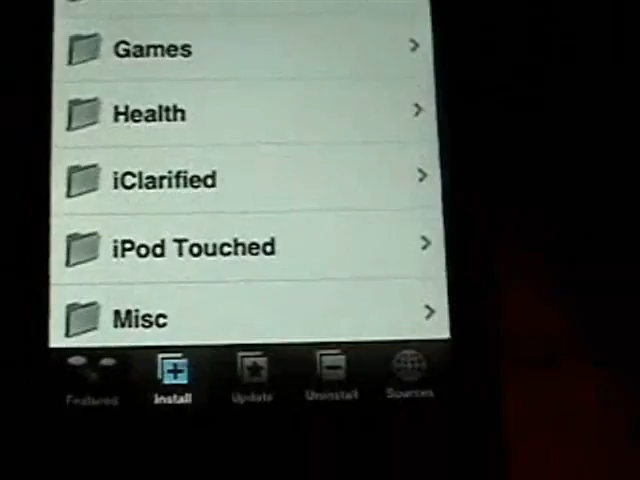 Games
Health
iClarified
iPod Touched
Misc
Featured
Install
Update
Uninstall
Sources